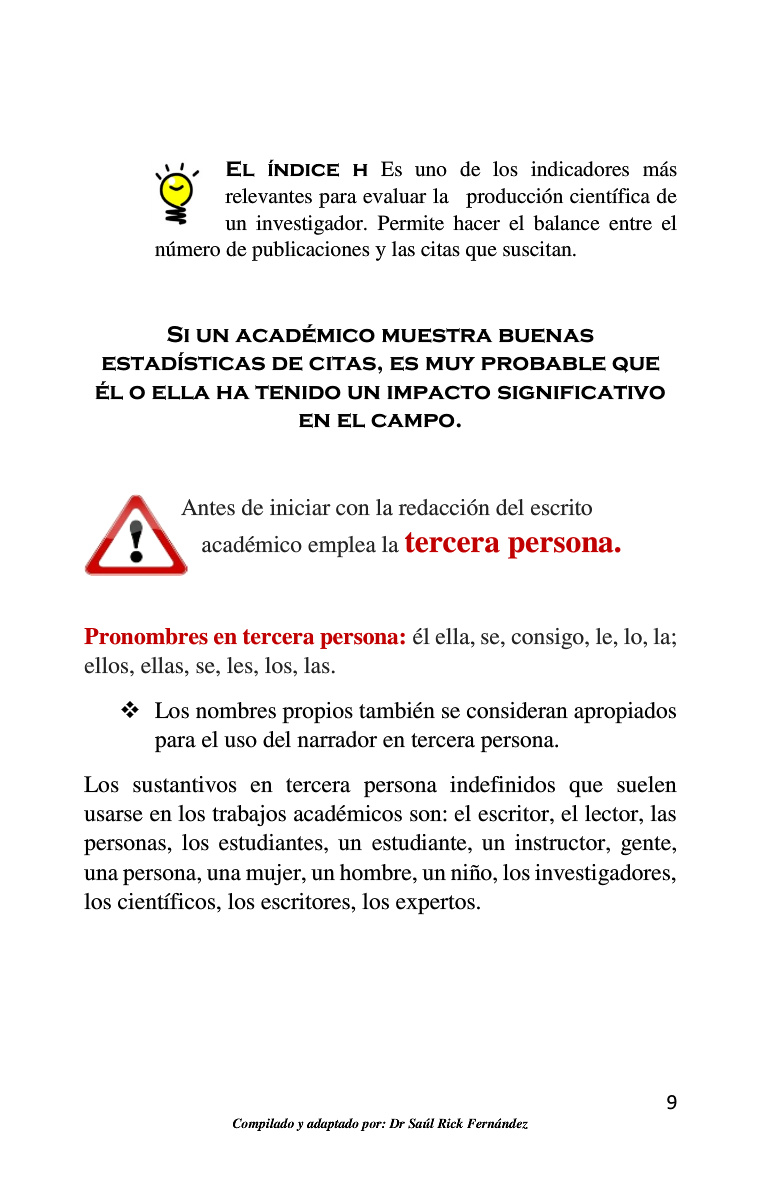 El índice h Es uno de los indicadores más
relevantes para evaluar la producción científica de
un investigador. Permite hacer el balance entre el
número de publicaciones y las citas que suscitan.
Si un académico muestra buenas
estadísticas de citas, es muy probable que
él o ella ha tenido un impacto significativo
en el campo.
Antes de iniciar con la redacción del escrito
académico emplea la tercera persona.
Pronombres en tercera persona: él ella, se, consigo, le, lo, la;
ellos, ellas, se, les, los, las.
❖ Los nombres propios también se consideran apropiados
para el uso del narrador en tercera persona.
Los sustantivos en tercera persona indefinidos que suelen
usarse en los trabajos académicos son: el escritor, el lector, las
personas, los estudiantes, un estudiante, un instructor, gente,
una persona, una mujer, un hombre, un niño, los investigadores,
los científicos, los escritores, los expertos.
9
Compilado y adaptado por: Dr Saúl Rick Fernández